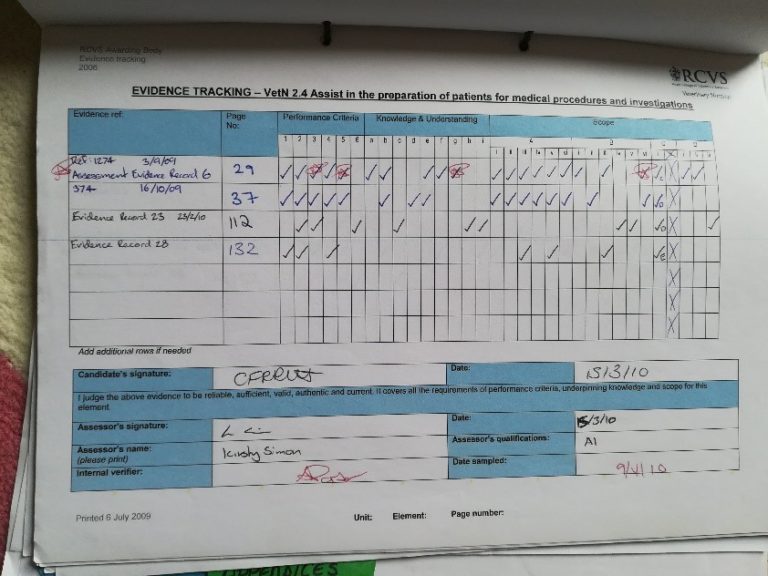 RCVS Awarding Body
Evidence tracking
2006
RCVS
EVIDENCE TRACKING – VetN 2.4 Assist in the preparation of patients for medical procedures and investigations
Evidence ref: Page No: Performance Criteria Knowledge & Understanding Scope
1 2 3 4 5 6 a b c d e f g h i
Ref: 1274 3/9/09
Assessment Evidence Record 6 29
374 16/10/09 37
Evidence Record 23 23/2/10 112
Evidence Record 28 132
Add additional rows if needed
Candidate's signature: Date: 15/3/10
I judge the above evidence to be reliable, sufficient, valid, authentic and current. It covers all the requirements of performance criteria, underpinning knowledge and scope for this
element
Assessor's signature: Date: 15/3/10
Assessor's name: Kirsty Simon Assessor's qualifications: A1
(please print)
Internal verifier: Date sampled: 9/4/10
Printed 6 July 2009 Unit: Element: Page number:
APPENDICES